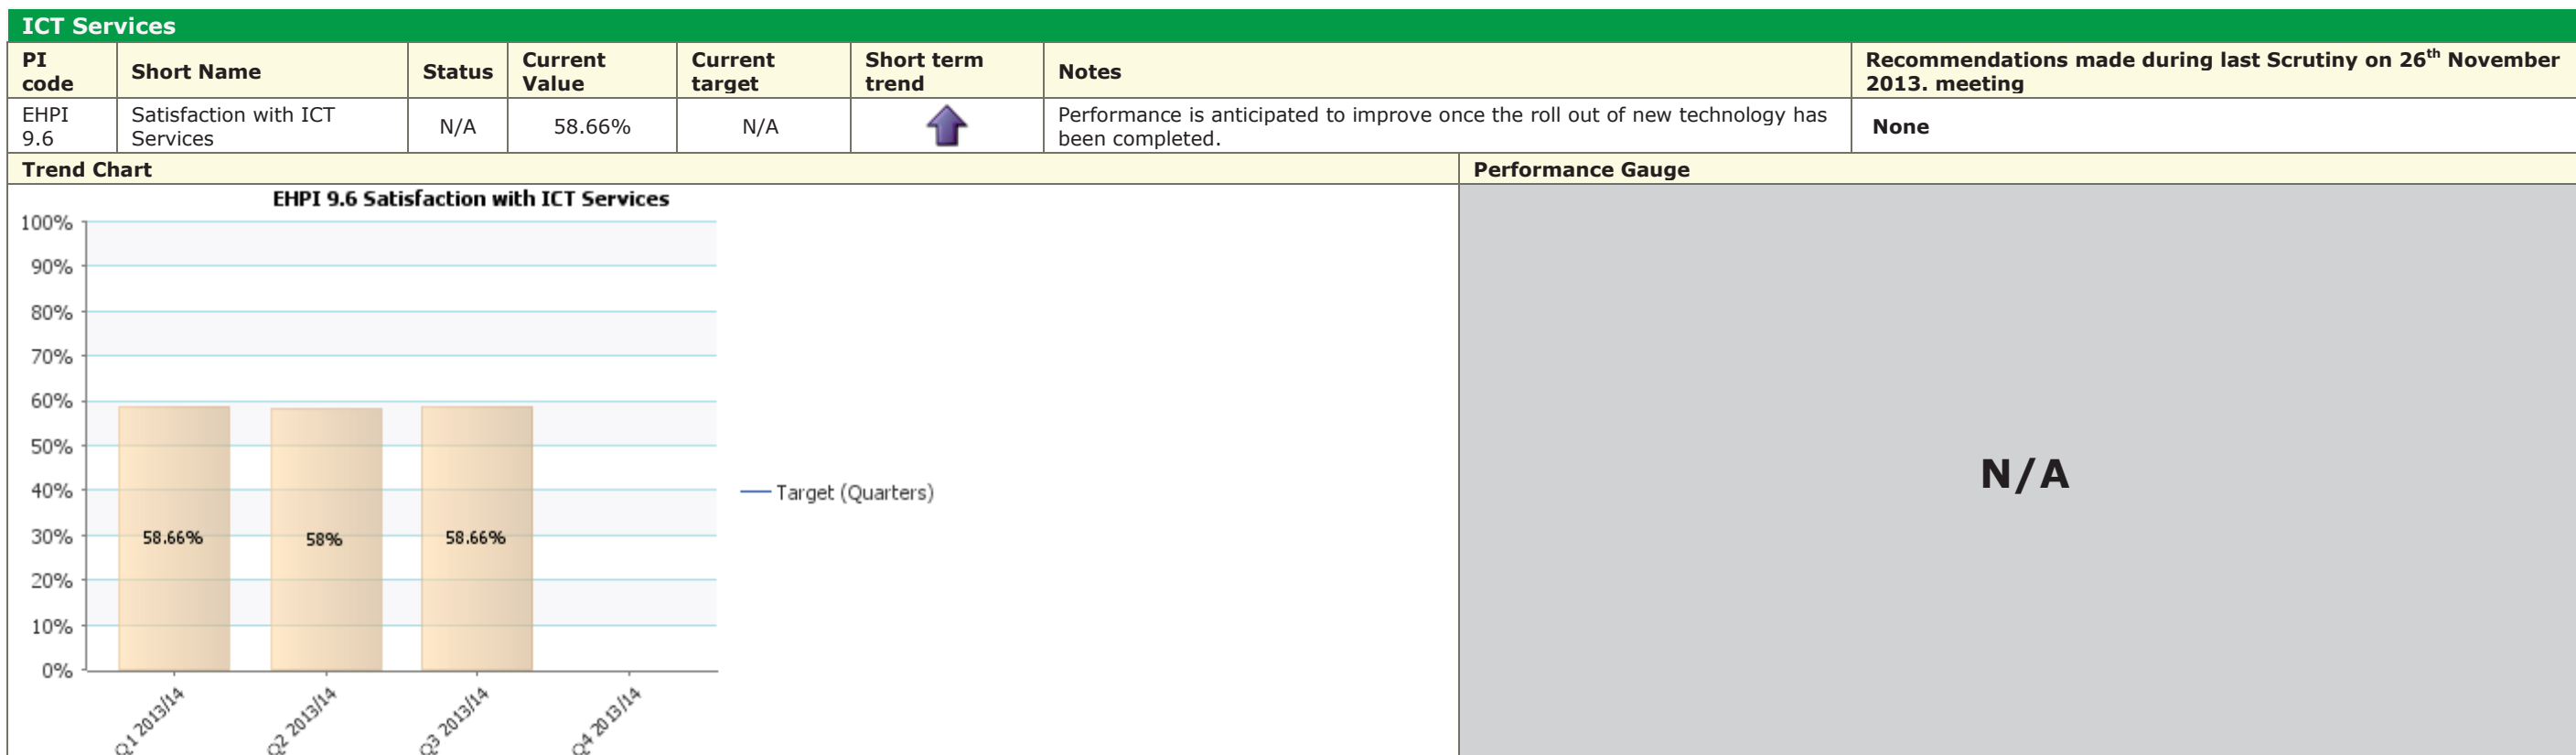 ICT Services
PI code
Short Name
Status
Current Value
Current target
Short term trend
Notes
Recommendations made during last Scrutiny on 26th November 2013. meeting
EHPI 9.6
Satisfaction with ICT Services
N/A
58.66%
N/A
Performance is anticipated to improve once the roll out of new technology has been completed.
None
Trend Chart
Performance Gauge
EHPI 9.6 Satisfaction with ICT Services
100%
90%
80%
70%
60%
50%
40%
30%
20%
10%
0%
58.66%
58%
58.66%
Q1 2013/14
Q2 2013/14
Q3 2013/14
Q4 2013/14
Target (Quarters)
N/A